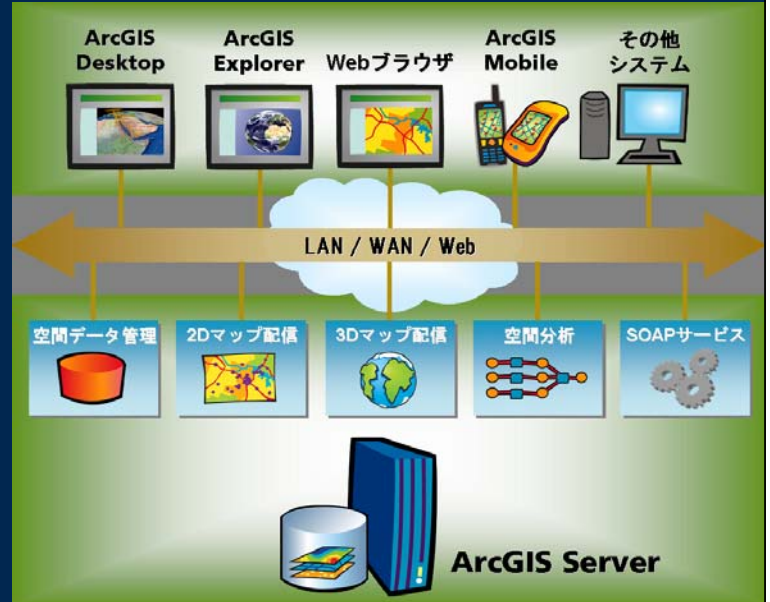 ArcGIS
Desktop
ArcGIS
Explorer
Webブラウザ
ArcGIS
Mobile
その他
システム
LAN / WAN / Web
空間データ管理
2Dマップ配信
3Dマップ配信
空間分析
SOAPサービス
ArcGIS Server